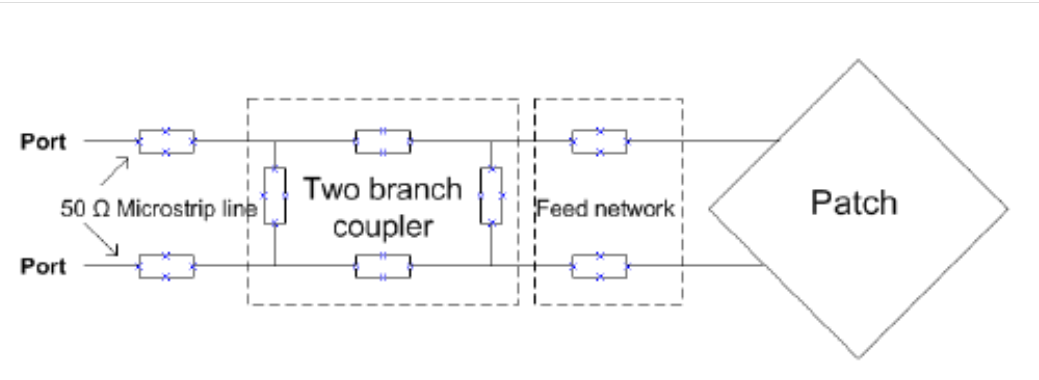 Port
50 Ω Microstrip line
Two branch
coupler
Feed network
Patch
Port